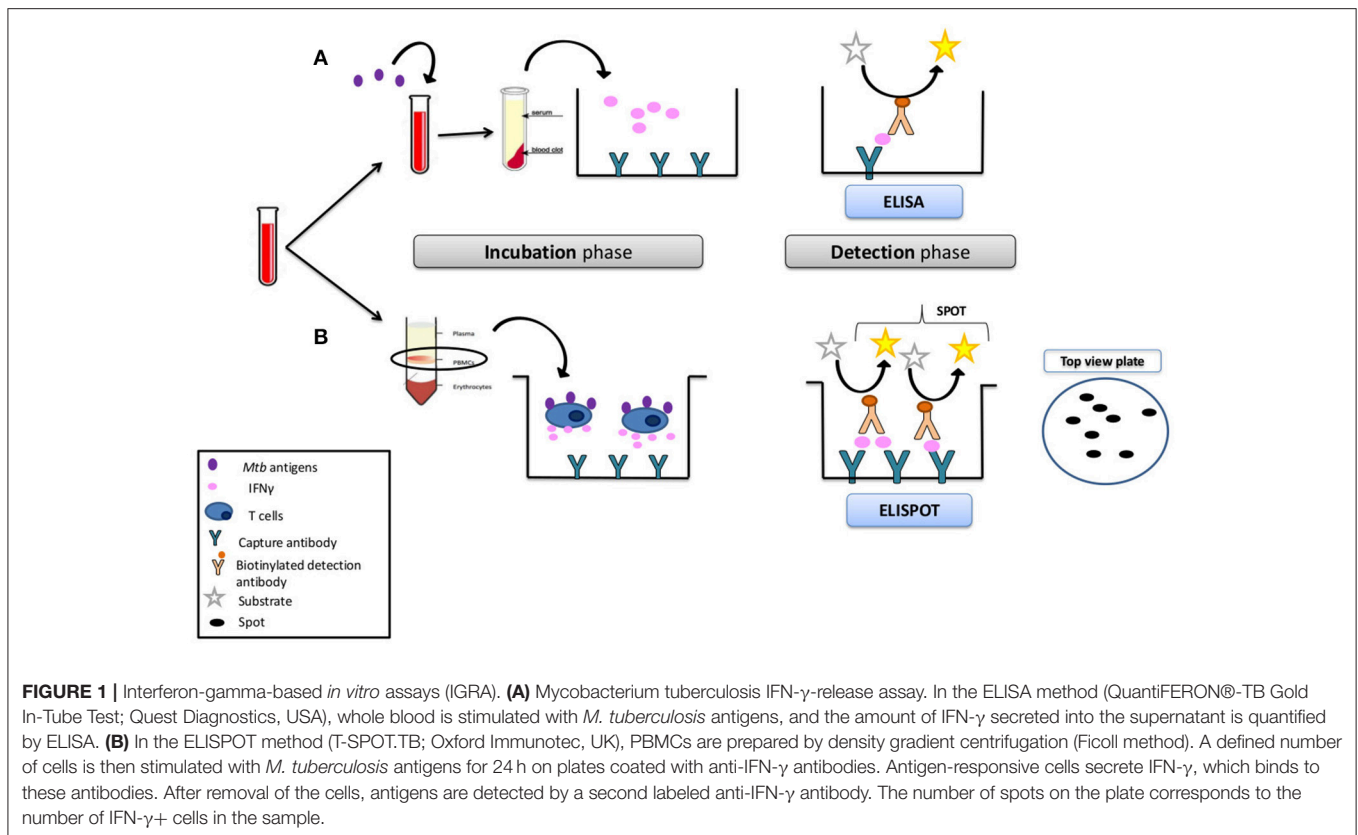 A
serum
blood clot
ELISA
Incubation phase
Detection phase
B
Plasma
PBMCs
Erythrocytes
SPOT
Top view plate
ELISPOT
Mtb antigens
IFNγ
T cells
Capture antibody
Biotinylated detection
antibody
Substrate
Spot
FIGURE 1 | Interferon-gamma-based in vitro assays (IGRA). (A) Mycobacterium tuberculosis IFN-γ-release assay. In the ELISA method (QuantiFERON®-TB Gold
In-Tube Test; Quest Diagnostics, USA), whole blood is stimulated with M. tuberculosis antigens, and the amount of IFN-γ secreted into the supernatant is quantified
by ELISA. (B) In the ELISPOT method (T-SPOT.TB; Oxford Immunotec, UK), PBMCs are prepared by density gradient centrifugation (Ficoll method). A defined number
of cells is then stimulated with M. tuberculosis antigens for 24 h on plates coated with anti-IFN-γ antibodies. Antigen-responsive cells secrete IFN-γ, which binds to
these antibodies. After removal of the cells, antigens are detected by a second labeled anti-IFN-γ antibody. The number of spots on the plate corresponds to the
number of IFN-γ+ cells in the sample.